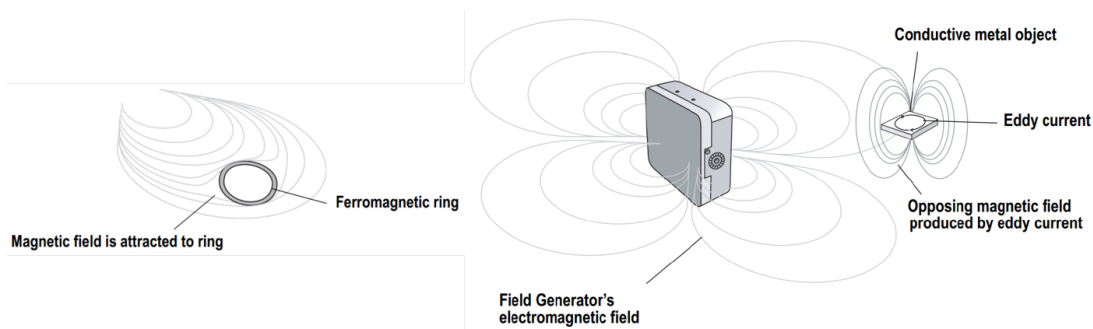 Magnetic field is attracted to ring
Ferromagnetic ring
Conductive metal object
Eddy current
Opposing magnetic field
produced by eddy current
Field Generator's
electromagnetic field